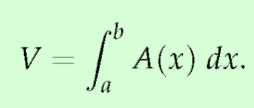 V = ∫_a^b A(x) dx.